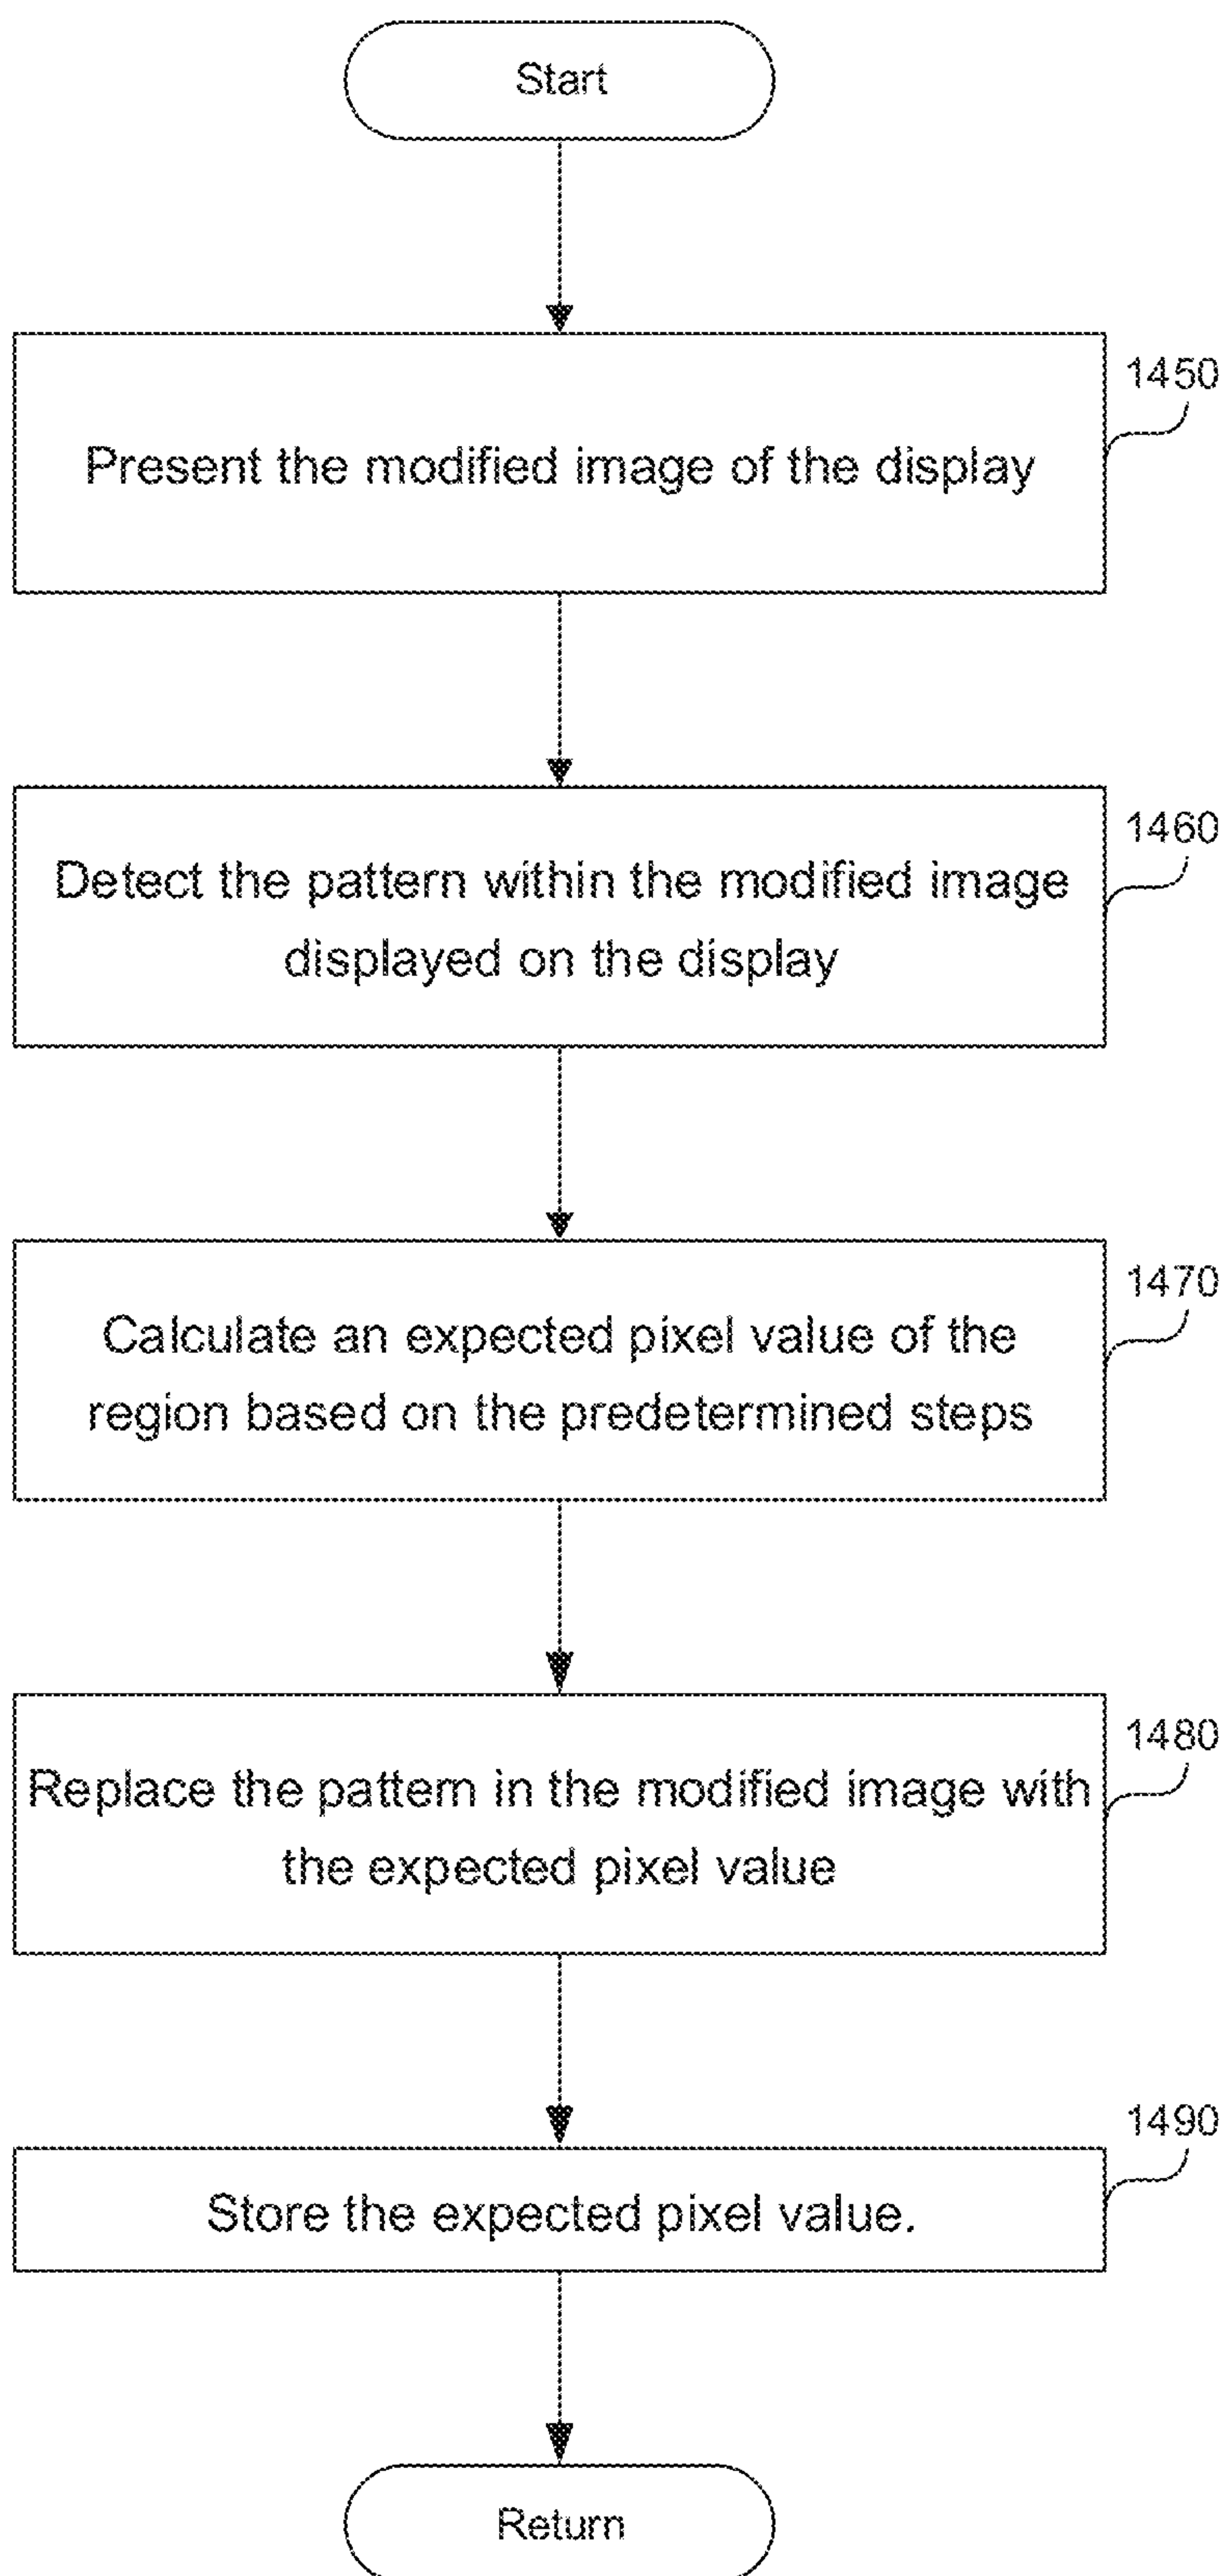 Start
1450
Present the modified image of the display
1460
Detect the pattern within the modified image
displayed on the display
1470
Calculate an expected pixel value of the
region based on the predetermined steps
1480
Replace the pattern in the modified image with
the expected pixel value
1490
Store the expected pixel value.
Return